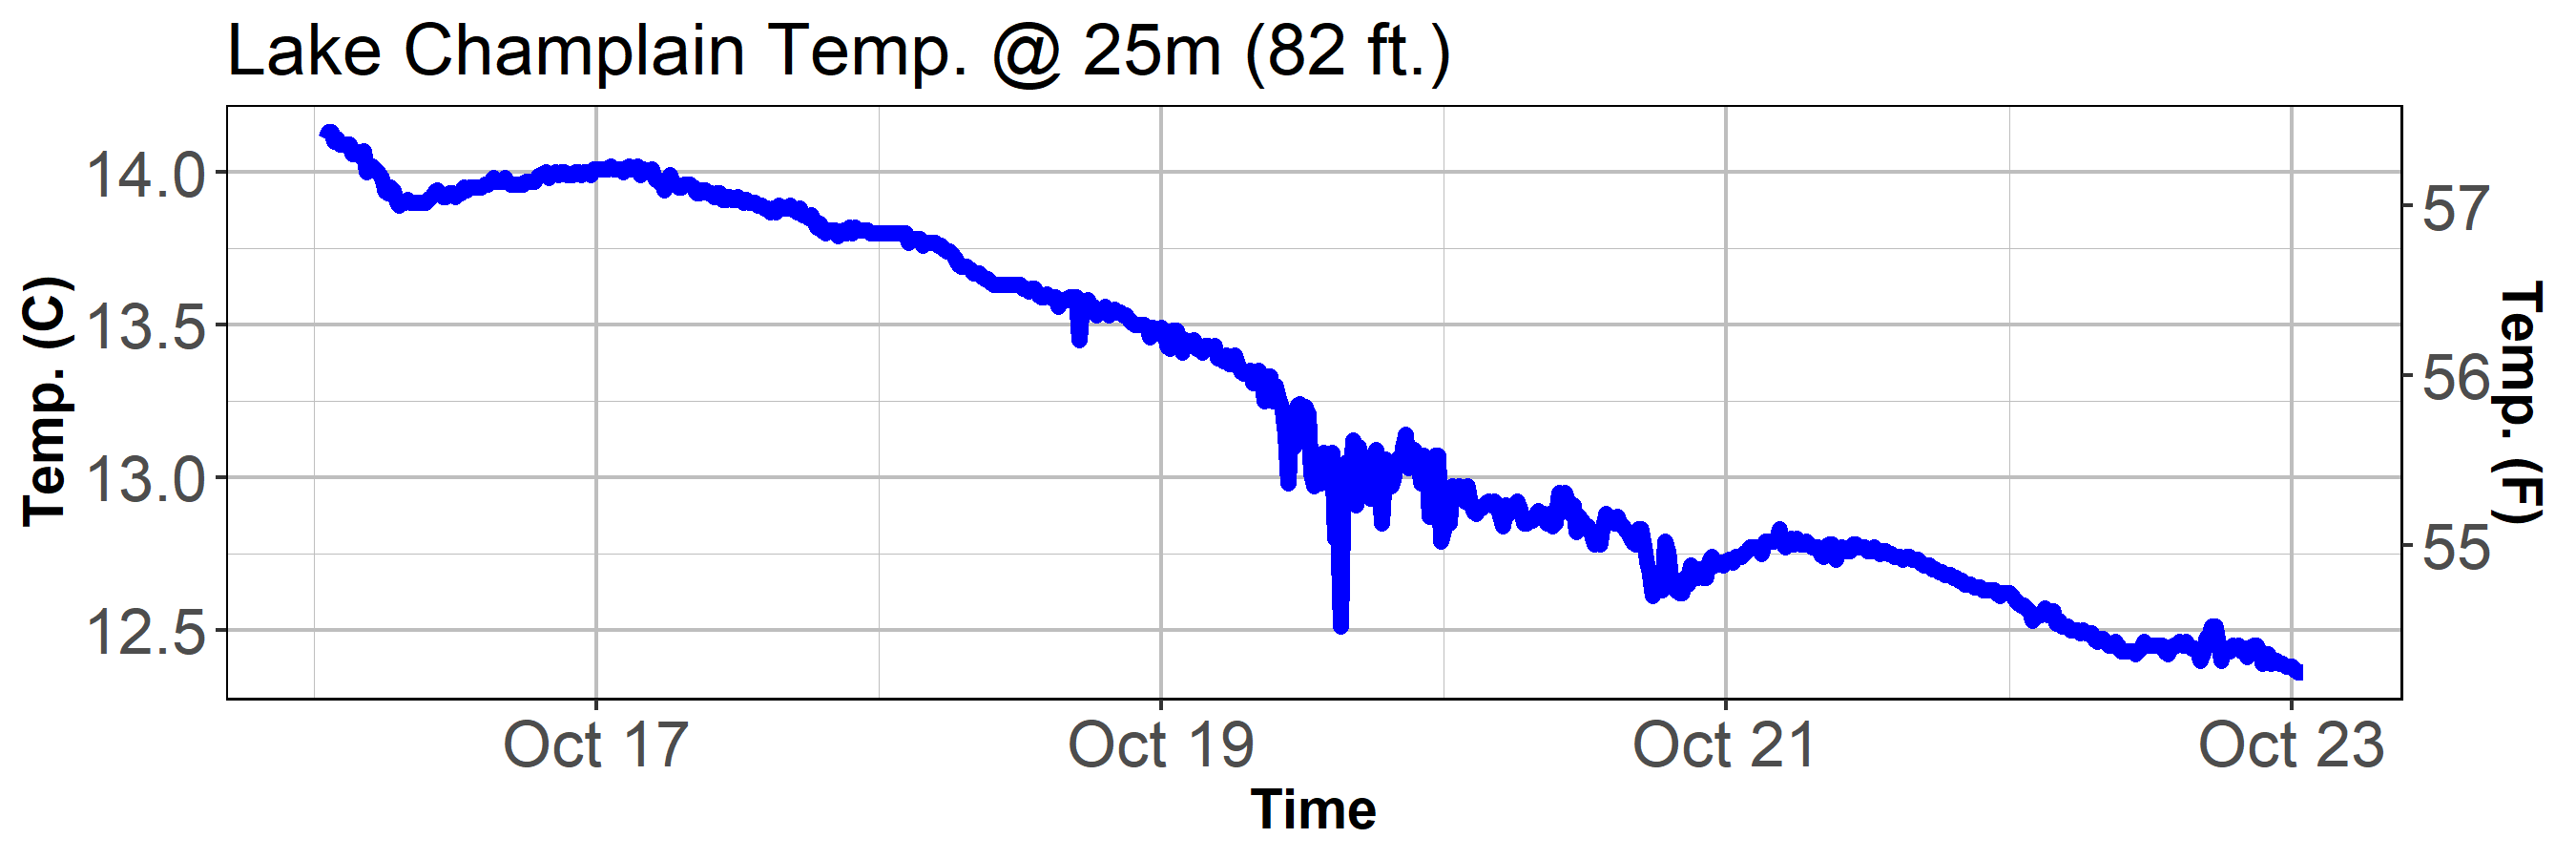 Lake Champlain Temp. @ 25m (82 ft.)
Temp. (C)
14.0
13.5
13.0
12.5
57
56
55
Temp. (F)
Oct 17
Oct 19
Oct 21
Oct 23
Time